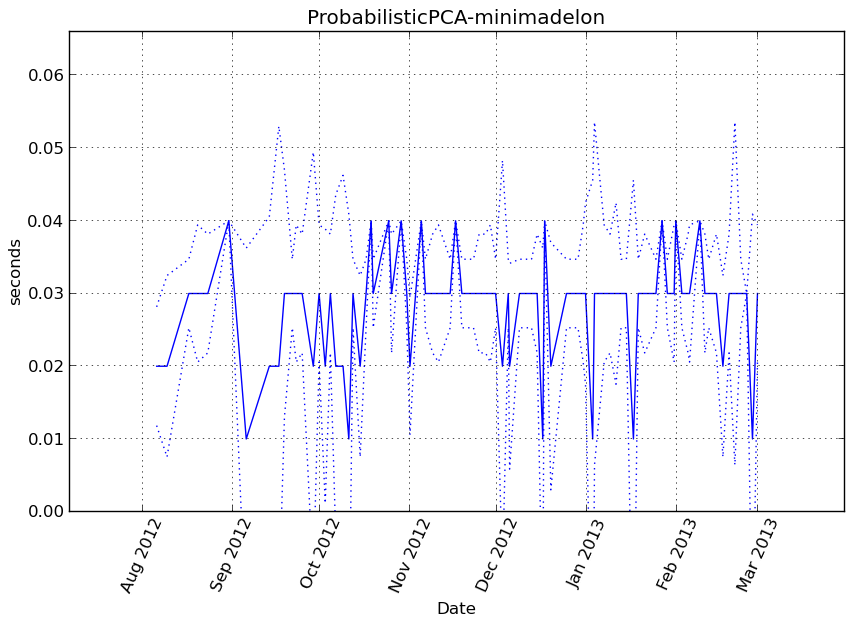 ProbabilisticPCA-minimadelon
0.06
0.05
0.04
0.03
0.02
0.01
0.00
seconds
Aug 2012
Sep 2012
Oct 2012
Nov 2012
Dec 2012
Jan 2013
Feb 2013
Mar 2013
Date